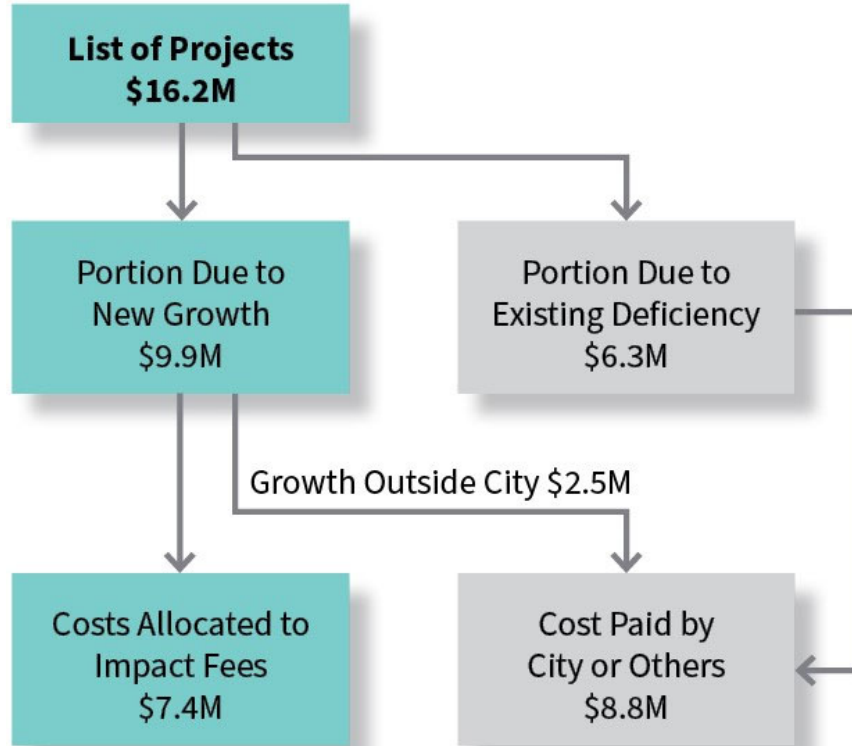 List of Projects
$16.2M
Portion Due to
New Growth
$9.9M
Portion Due to
Existing Deficiency
$6.3M
Growth Outside City $2.5M
Costs Allocated to
Impact Fees
$7.4M
Cost Paid by
City or Others
$8.8M